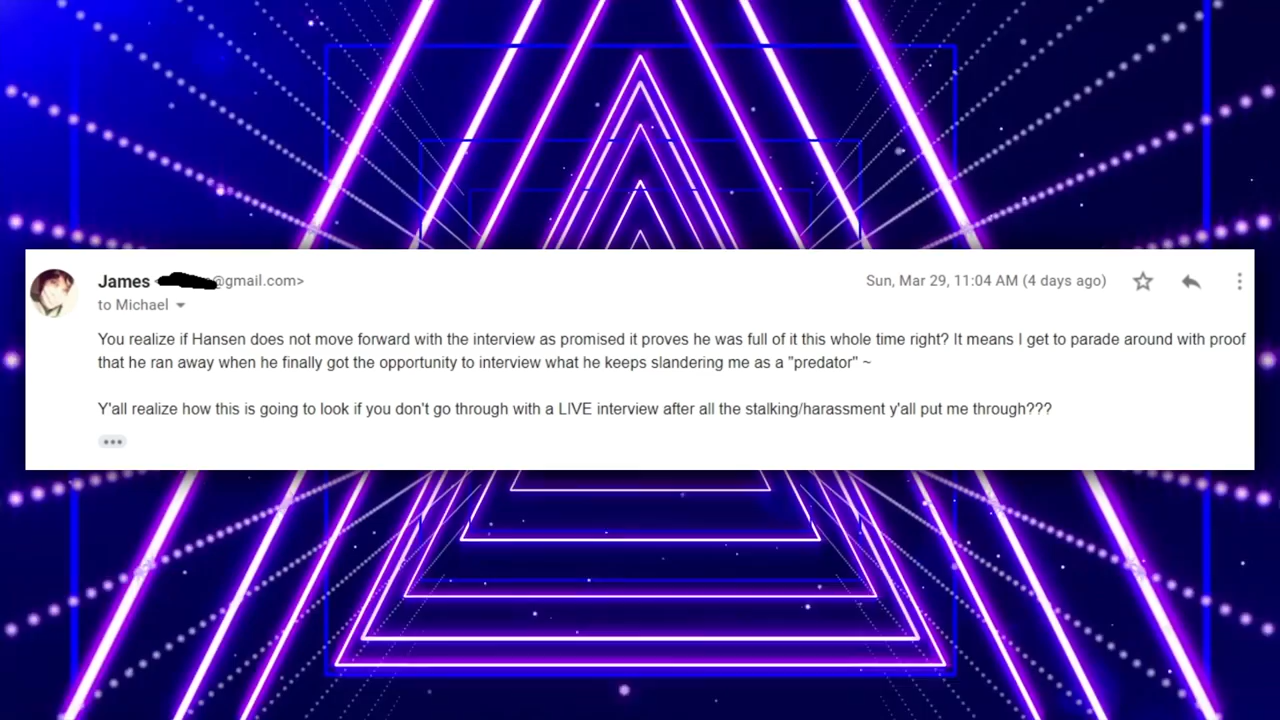 James < @gmail.com>
Sun, Mar 29, 11:04 AM (4 days ago)
to Michael
You realize if Hansen does not move forward with the interview as promised it proves he was full of it this whole time right? It means I get to parade around with proof
that he ran away when he finally got the opportunity to interview what he keeps slandering me as a "predator" ~
Y'all realize how this is going to look if you don't go through with a LIVE interview after all the stalking/harassment y'all put me through???